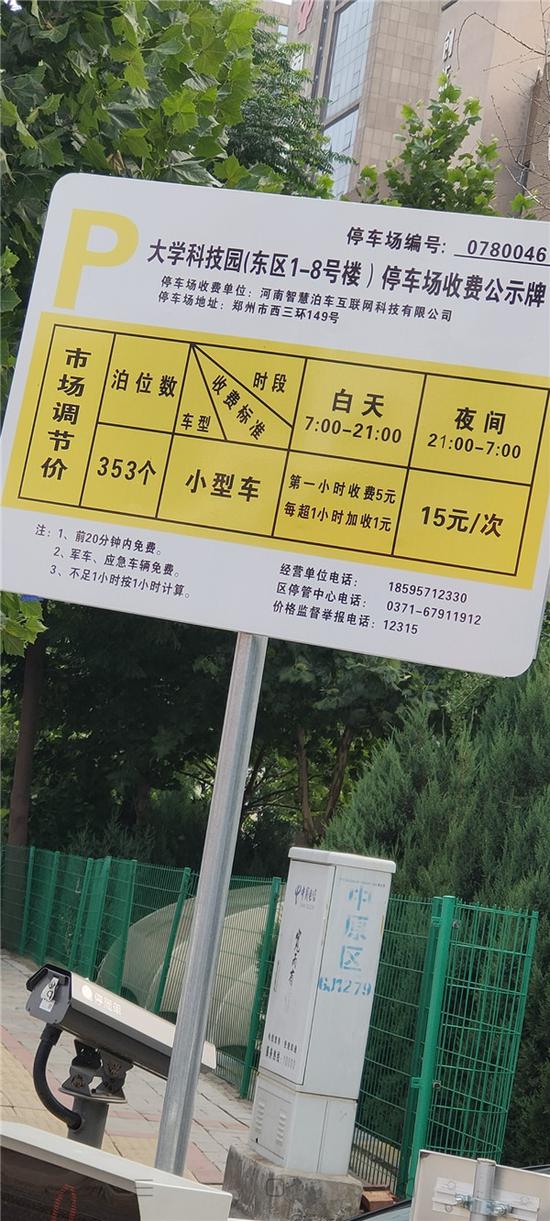 P
停车场编号: 0780046
大学科技园(东区1-8号楼）停车场收费公示牌
停车场收费单位: 河南智慧泊车互联网科技有限公司
停车场地址: 郑州市西三环149号
市场调节价
泊位数
时段
收费标准
车型
白天
7:00-21:00
夜间
21:00-7:00
353个
小型车
第一小时收费5元
每超1小时加收1元
15元/次
注: 1、前20分钟内免费。
2、军车、应急车辆免费。
3、不足1小时按1小时计算。
经营单位电话: 18595712330
区停管中心电话: 0371-67911912
价格监督举报电话: 12315
中国电信
中原区
GJ1279